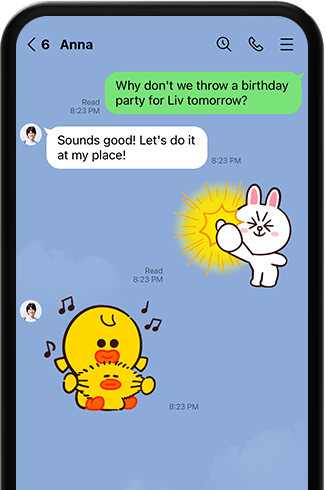 6 Anna
Why don't we throw a birthday
party for Liv tomorrow?
Read
8:23 PM
Sounds good! Let's do it
at my place!
8:23 PM
Read
8:23 PM
8:23 PM